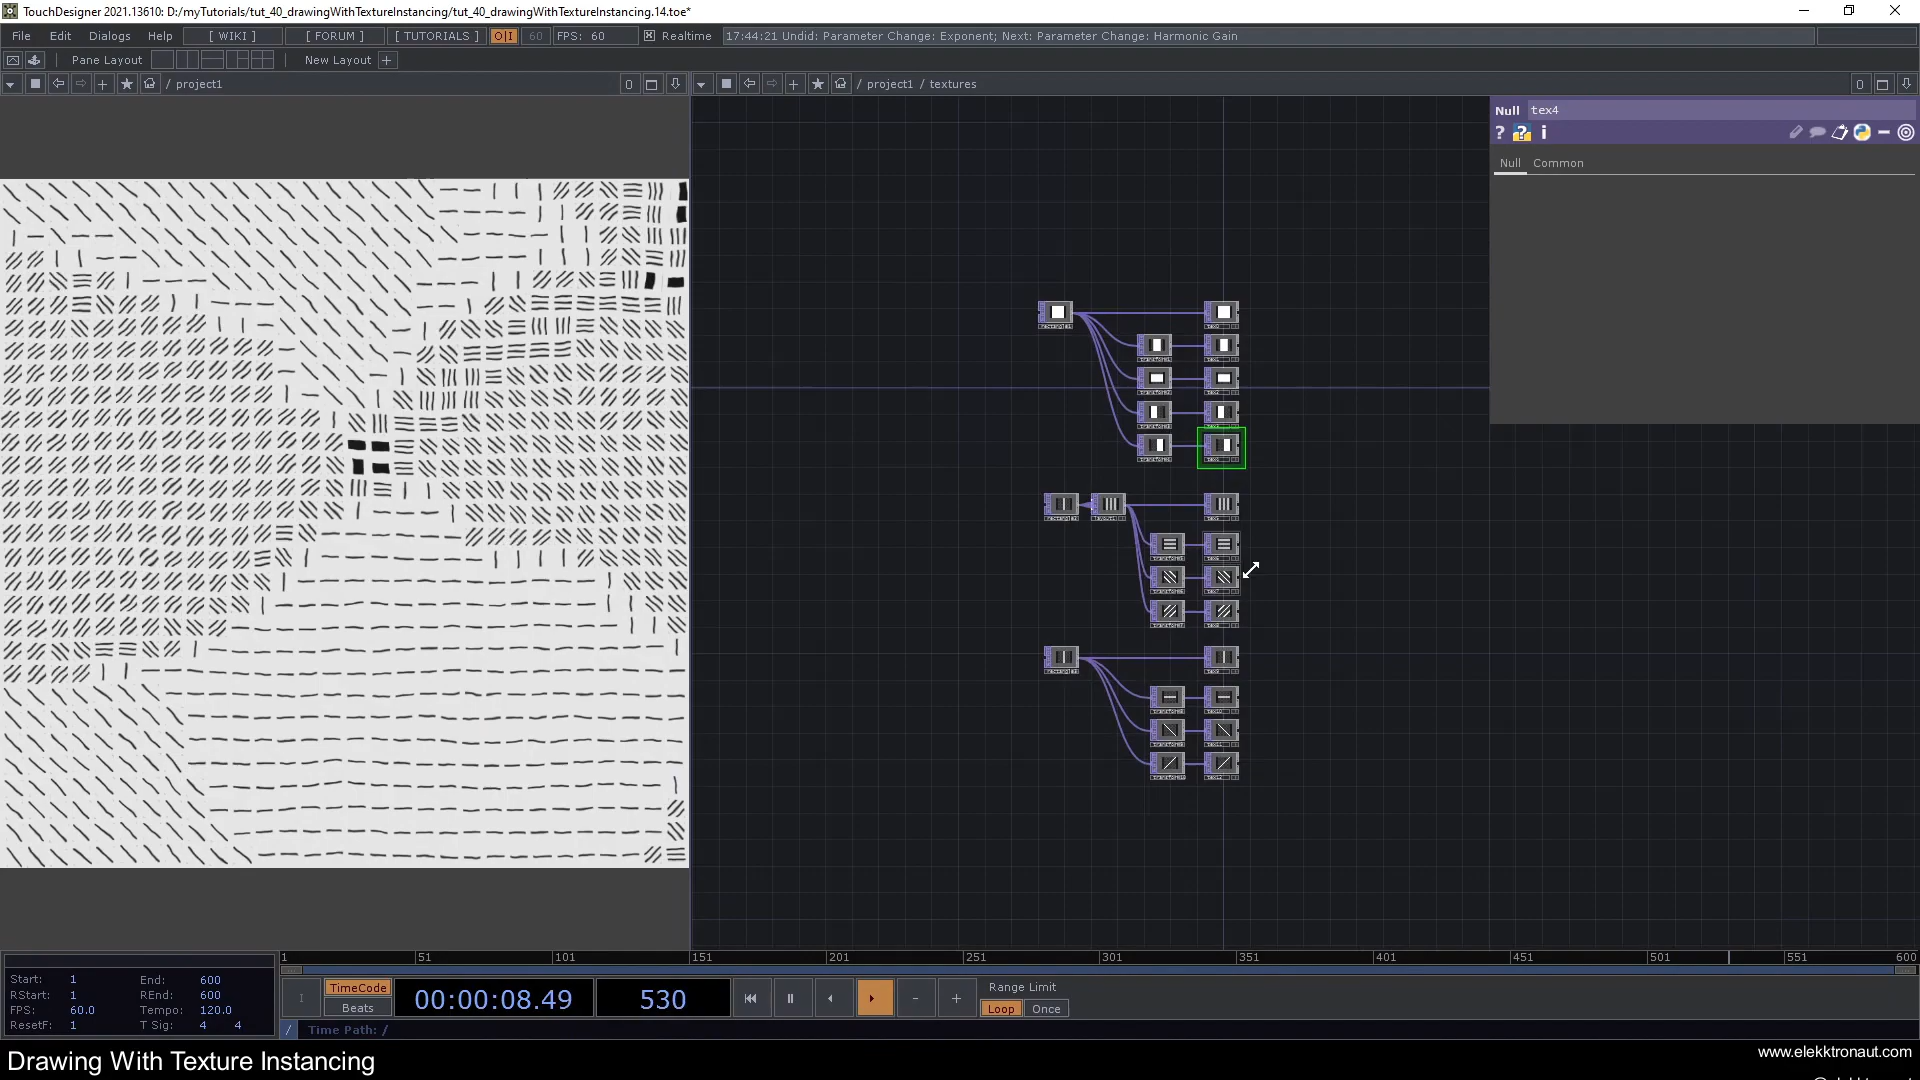 TouchDesigner 2021.13610: D:/myTutorials/tut_40_drawingWithTextureInstancing/tut_40_drawingWithTextureInstancing.14.toe*
File Edit Dialogs Help [ WIKI ] [ FORUM ] [ TUTORIALS ] O|I 60 FPS: 60 Realtime 17:44:21 Undid: Parameter Change: Exponent; Next: Parameter Change: Harmonic Gain
Pane Layout New Layout +
/ project1 0
/ project1 / textures 0
Null tex4
Null Common
1 51 101 151 201 251 301 351 401 451 501 551 600
Start: 1 End: 600
RStart: 1 REnd: 600
FPS: 60.0 Tempo: 120.0
ResetF: 1 T Sig: 4 4
TimeCode
Beats
00:00:08.49 530
Range Limit
Loop Once
/ Time Path: /
Drawing With Texture Instancing
www.elekktronaut.com